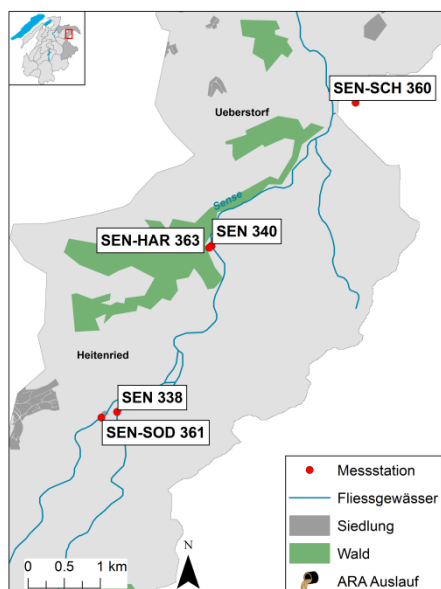 SEN-SCH 360
Ueberstorf
Sense
SEN-HAR 363
SEN 340
Heitenried
SEN 338
SEN-SOD 361
Messstation
Fliessgewässer
Siedlung
Wald
ARA Auslauf
N
0 0.5 1 km